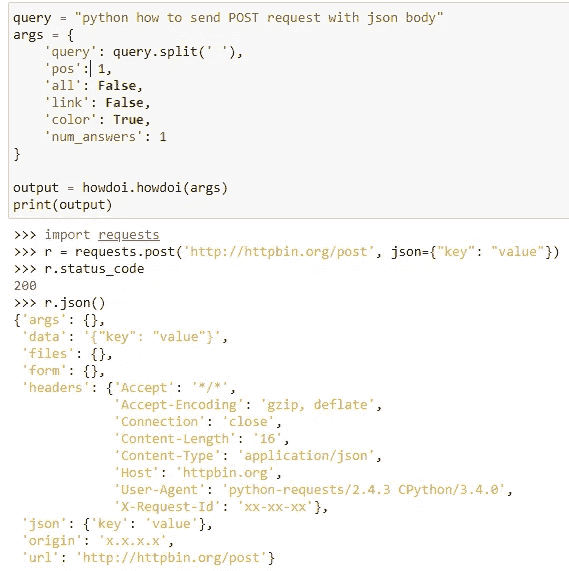 query = "python how to send POST request with json body"
args = {
    'query': query.split(' '),
    'pos': 1,
    'all': False,
    'link': False,
    'color': True,
    'num_answers': 1
}

output = howdoi.howdoi(args)
print(output)
>>> import requests
>>> r = requests.post('http://httpbin.org/post', json={"key": "value"})
>>> r.status_code
200
>>> r.json()
{'args': {},
 'data': '{"key": "value"}',
 'files': {},
 'form': {},
 'headers': {'Accept': '*/*',
             'Accept-Encoding': 'gzip, deflate',
             'Connection': 'close',
             'Content-Length': '16',
             'Content-Type': 'application/json',
             'Host': 'httpbin.org',
             'User-Agent': 'python-requests/2.4.3 CPython/3.4.0',
             'X-Request-Id': 'xx-xx-xx'},
 'json': {'key': 'value'},
 'origin': 'x.x.x.x',
 'url': 'http://httpbin.org/post'}